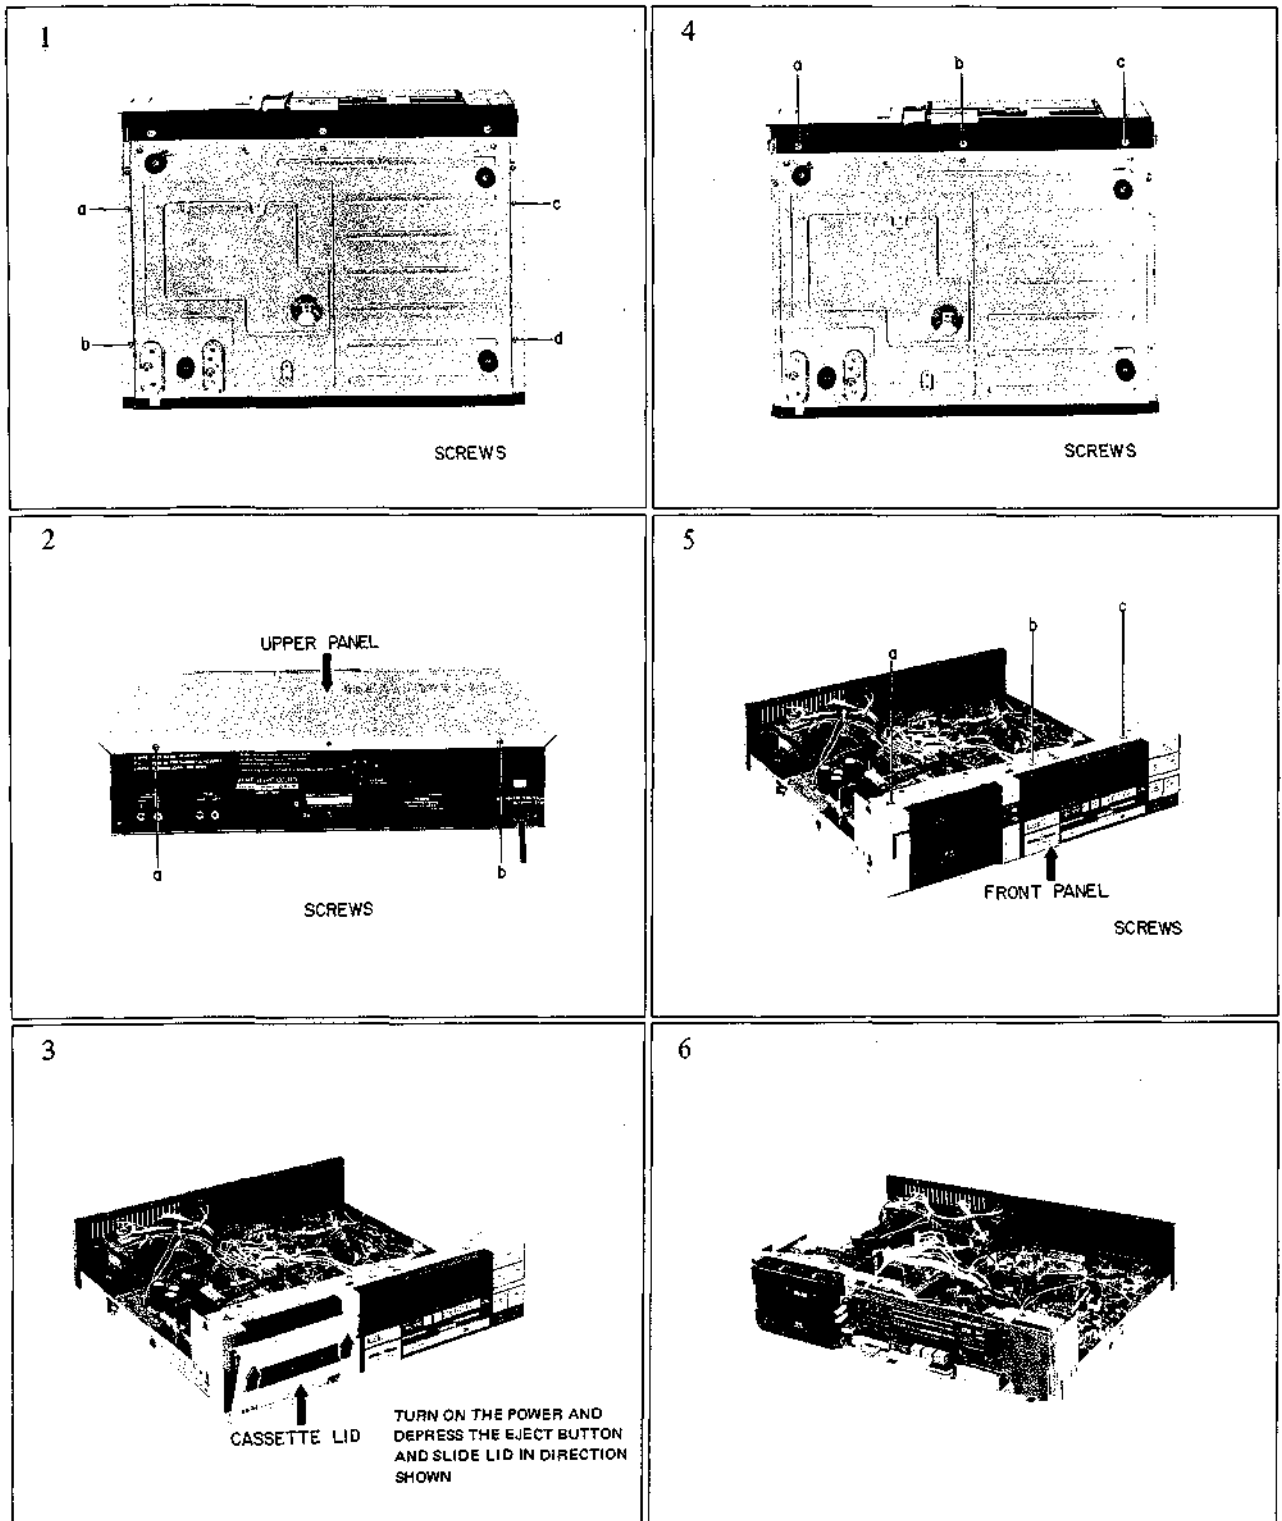 1
a
c
b
d
SCREWS
2
UPPER PANEL
a
b
SCREWS
3
CASSETTE LID
TURN ON THE POWER AND
DEPRESS THE EJECT BUTTON
AND SLIDE LID IN DIRECTION
SHOWN
4
a
b
c
SCREWS
5
a
b
c
FRONT PANEL
SCREWS
6